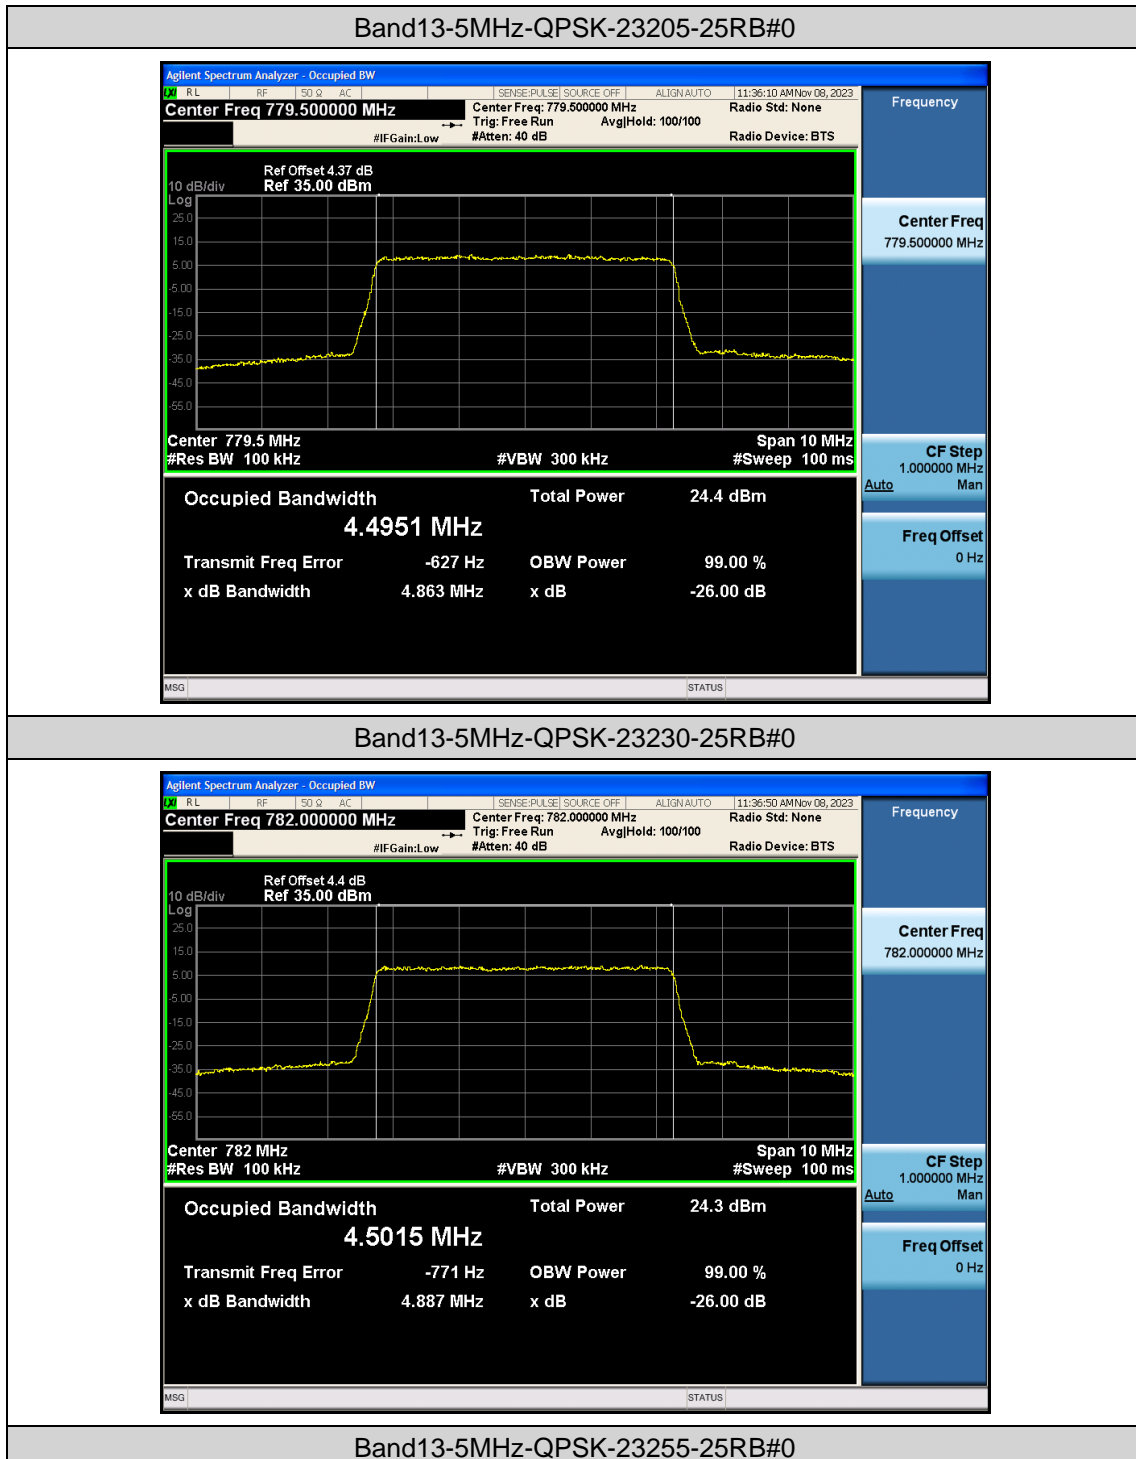 Band13-5MHz-QPSK-23205-25RB#0
Agilent Spectrum Analyzer - Occupied BW
LXI RL RF 50 Ω AC SENSE:PULSE SOURCE OFF ALIGN AUTO 11:36:10 AM Nov 08, 2023
Center Freq 779.500000 MHz
Center Freq: 779.500000 MHz Radio Std: None
Trig: Free Run Avg|Hold: 100/100
#IFGain:Low #Atten: 40 dB Radio Device: BTS
Ref Offset 4.37 dB
10 dB/div Ref 35.00 dBm
Log
25.0
15.0
5.00
-5.00
-15.0
-25.0
-35.0
-45.0
-55.0
Center 779.5 MHz Span 10 MHz
#Res BW 100 kHz #VBW 300 kHz #Sweep 100 ms
Occupied Bandwidth Total Power 24.4 dBm
4.4951 MHz
Transmit Freq Error -627 Hz OBW Power 99.00 %
x dB Bandwidth 4.863 MHz x dB -26.00 dB
MSG STATUS
Frequency
Center Freq
779.500000 MHz
CF Step
1.000000 MHz
Auto Man
Freq Offset
0 Hz
Band13-5MHz-QPSK-23230-25RB#0
Agilent Spectrum Analyzer - Occupied BW
LXI RL RF 50 Ω AC SENSE:PULSE SOURCE OFF ALIGN AUTO 11:36:50 AM Nov 08, 2023
Center Freq 782.000000 MHz
Center Freq: 782.000000 MHz Radio Std: None
Trig: Free Run Avg|Hold: 100/100
#IFGain:Low #Atten: 40 dB Radio Device: BTS
Ref Offset 4.4 dB
10 dB/div Ref 35.00 dBm
Log
25.0
15.0
5.00
-5.00
-15.0
-25.0
-35.0
-45.0
-55.0
Center 782 MHz Span 10 MHz
#Res BW 100 kHz #VBW 300 kHz #Sweep 100 ms
Occupied Bandwidth Total Power 24.3 dBm
4.5015 MHz
Transmit Freq Error -771 Hz OBW Power 99.00 %
x dB Bandwidth 4.887 MHz x dB -26.00 dB
MSG STATUS
Frequency
Center Freq
782.000000 MHz
CF Step
1.000000 MHz
Auto Man
Freq Offset
0 Hz
Band13-5MHz-QPSK-23255-25RB#0